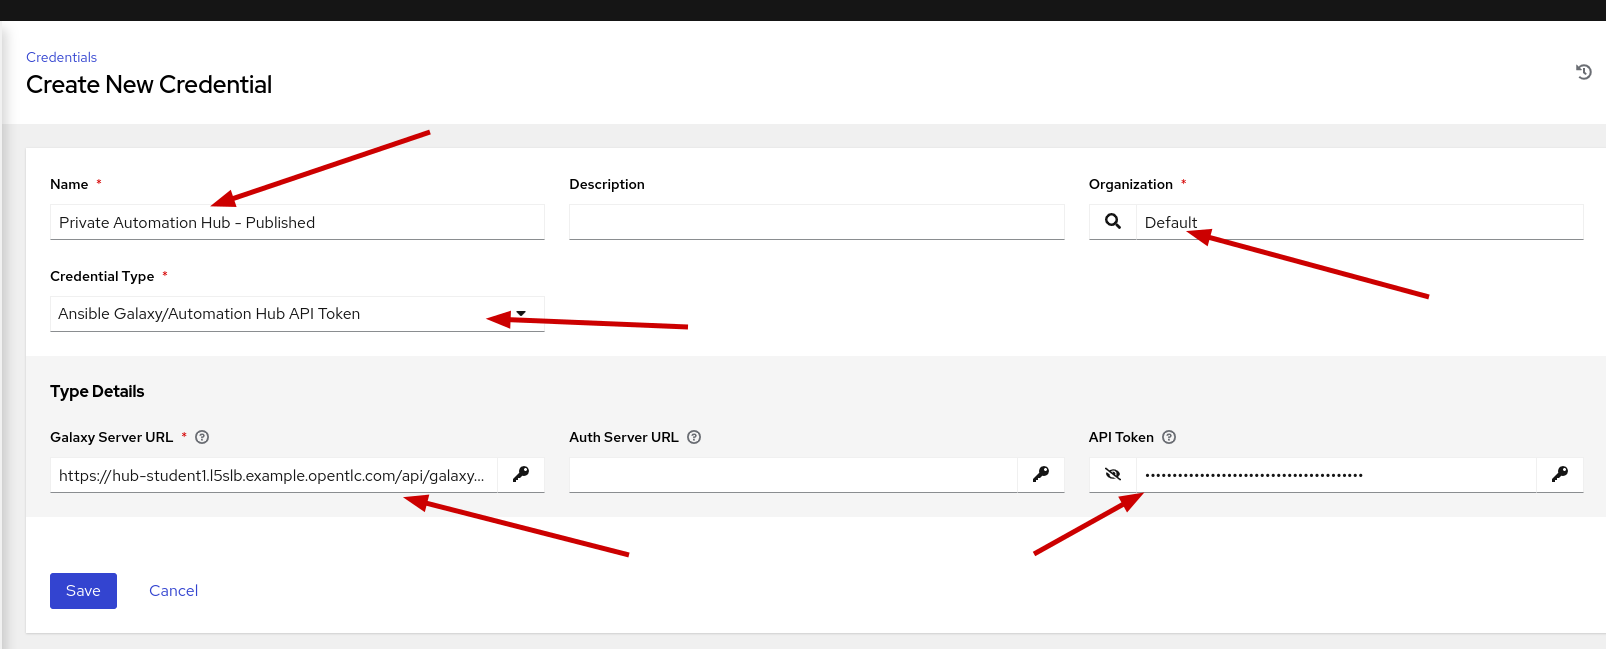 Credentials
Create New Credential
Name *
Description
Organization *
Private Automation Hub - Published
Default
Credential Type *
Ansible Galaxy/Automation Hub API Token
Type Details
Galaxy Server URL *
Auth Server URL
API Token
https://hub-student1.l5slb.example.opentlc.com/api/galaxy...
••••••••••••••••••••••••••••••••••••••••
Save
Cancel